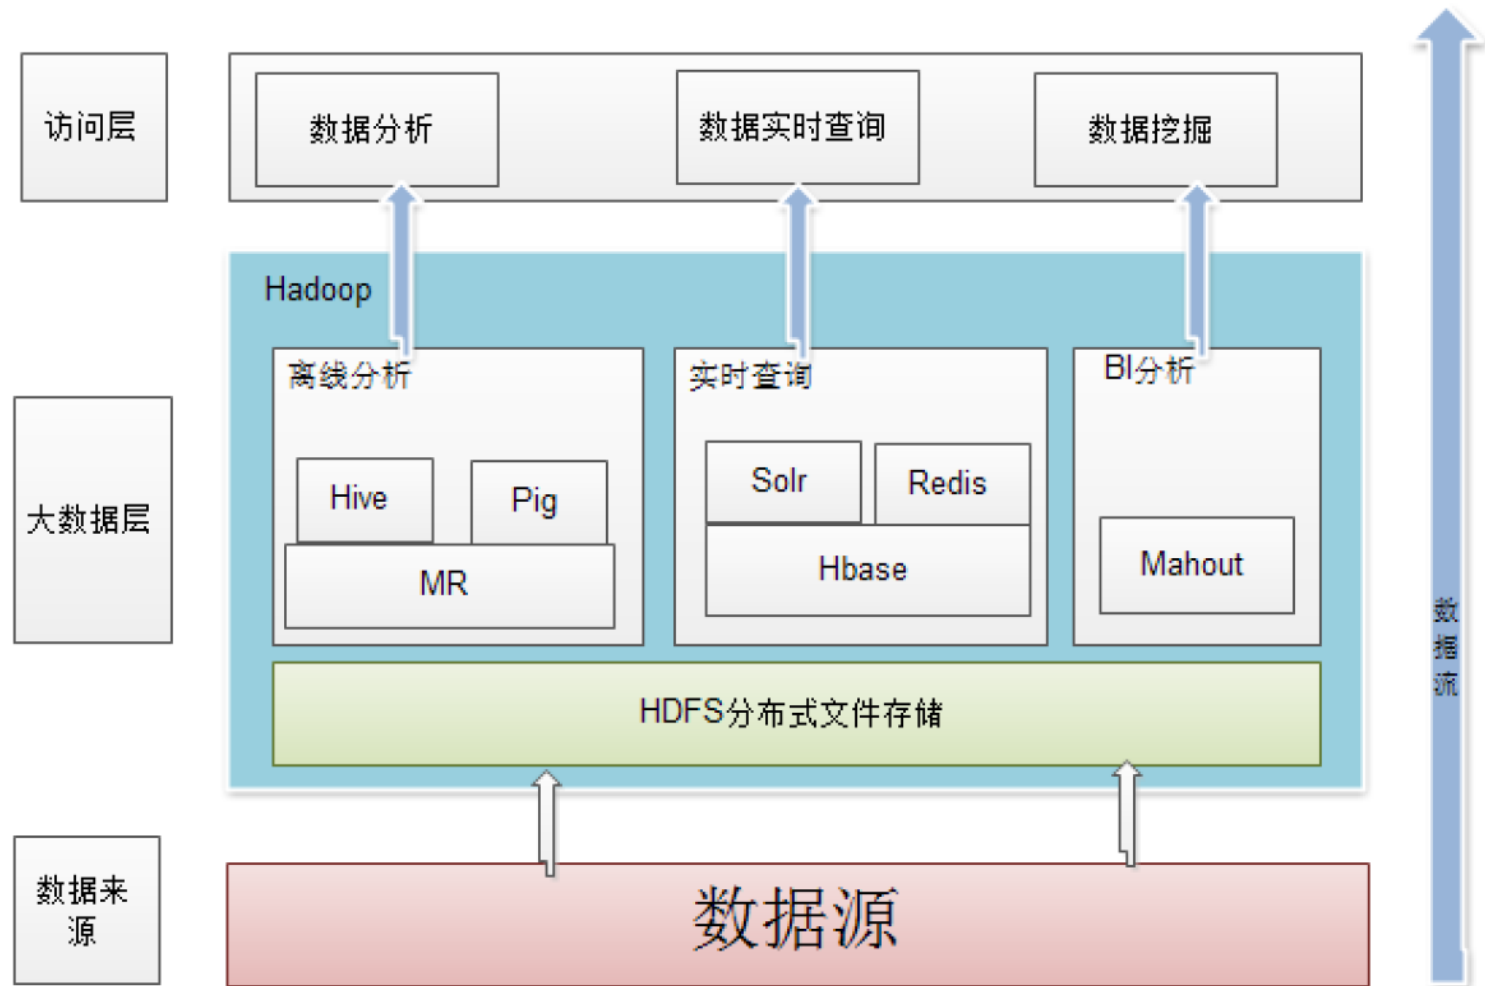 访问层
数据分析
数据实时查询
数据挖掘
Hadoop
离线分析
实时查询
BI分析
大数据层
Hive
Pig
MR
Solr
Redis
Hbase
Mahout
HDFS分布式文件存储
数据来
源
数据源
数
据
流